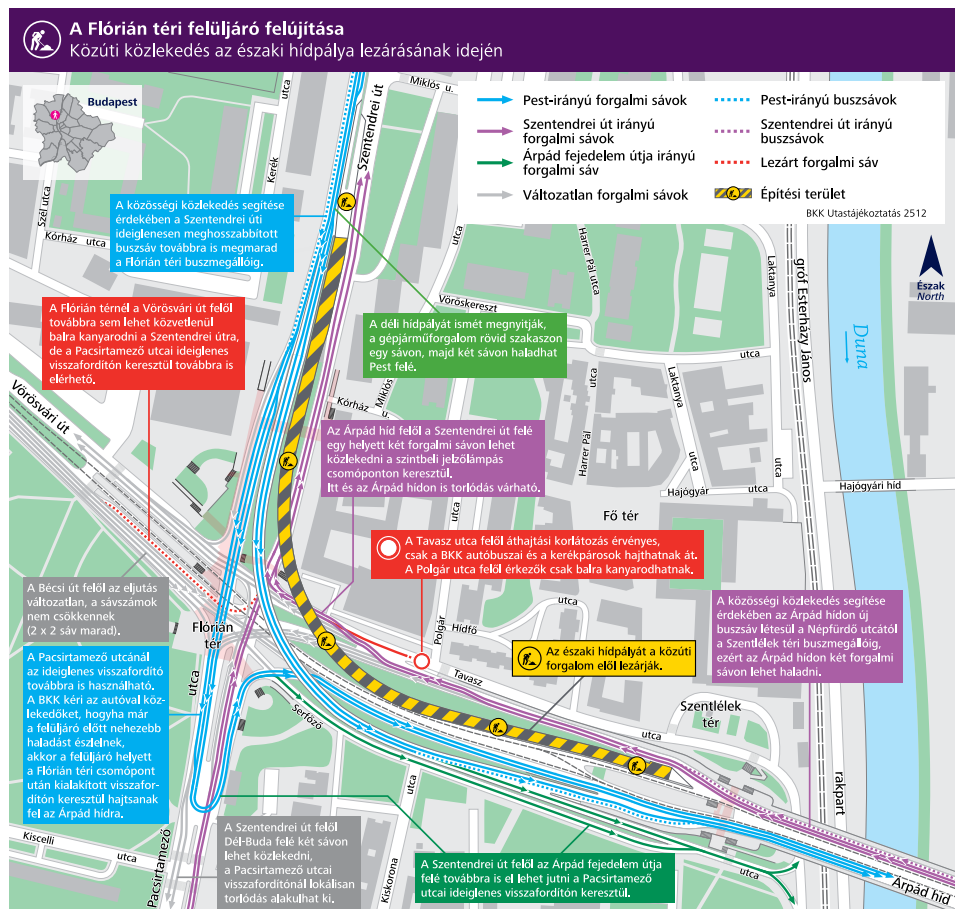 A Flórián téri felüljáró felújítása
Közúti közlekedés az északi hídpálya lezárásának idején
Budapest
Pest-irányú forgalmi sávok
Szentendrei út irányú
forgalmi sávok
Árpád fejedelem útja irányú
forgalmi sáv
Változatlan forgalmi sávok
Pest-irányú buszsávok
Szentendrei út irányú
buszsávok
Lezárt forgalmi sáv
Építési terület
BKK Utastájékoztatás 2512
Észak
North
Duna
Miklós u.
utca
Szentendrei út
Kerék
Szél utca
Kórház utca
A közösségi közlekedés segítése
érdekében a Szentendrei úti
ideiglenesen meghosszabbított
buszsáv továbbra is megmarad
a Flórián téri buszmegállóig.
A Flórián térnél a Vörösvári út felől
továbbra sem lehet közvetlenül
balra kanyarodni a Szentendrei útra,
de a Pacsirtamező utcai ideiglenes
visszafordítón keresztül továbbra is
elérhető.
A déli hídpályát ismét megnyitják,
a gépjárműforgalom rövid szakaszon
egy sávon, majd két sávon haladhat
Pest felé.
Harrer Pál utca
Laktanya
gróf Esterházy János
Vöröskereszt
utca
Miklós
utca
Kórház u.
Vörösvári út
Az Árpád híd felől a Szentendrei út felé
egy helyett két forgalmi sávon lehet
közlekedni a szintbeli jelzőlámpás
csomóponton keresztül.
Itt és az Árpád hídon is torlódás várható.
utca
Harrer Pál
Laktanya
utca
utca
Hajógyár
utca
Hajógyári híd
Fő tér
A Tavasz utca felől áthajtási korlátozás érvényes,
csak a BKK autóbuszai és a kerékpárosok hajthatnak át.
A Polgár utca felől érkezők csak balra kanyarodhatnak.
A Bécsi út felől az eljutás
változatlan, a sávszámok
nem csökkennek
(2 x 2 sáv marad).
Flórián
tér
Polgár
Hídfő
utca
Tavasz
utca
Az északi hídpályát a közúti
forgalom elől lezárják.
A közösségi közlekedés segítése
érdekében az Árpád hídon új
buszsáv létesül a Népfürdő utcától
a Szentlélek téri buszmegállóig,
ezért az Árpád hídon két forgalmi
sávon lehet haladni.
Szentlélek
tér
A Pacsirtamező utcánál
az ideiglenes visszafordító
továbbra is használható.
A BKK kéri az autóval köz-
lekedőket, hogyha már
a felüljáró előtt nehezebb
haladást észlelnek,
akkor a felüljáró helyett
a Flórián téri csomópont
után kialakított visszafor-
dítón keresztül hajtsanak
fel az Árpád hídra.
utca
Serfőző
utca
rakpart
Kiscelli
utca
Pacsirtamező
A Szentendrei út felől
Dél-Buda felé két sávon
lehet közlekedni,
a Pacsirtamező utcai
visszafordítónál lokálisan
torlódás alakulhat ki.
Kiskorona
A Szentendrei út felől az Árpád fejedelem útja
felé továbbra is el lehet jutni a Pacsirtamező
utcai ideiglenes visszafordítón keresztül.
utca
Árpád híd